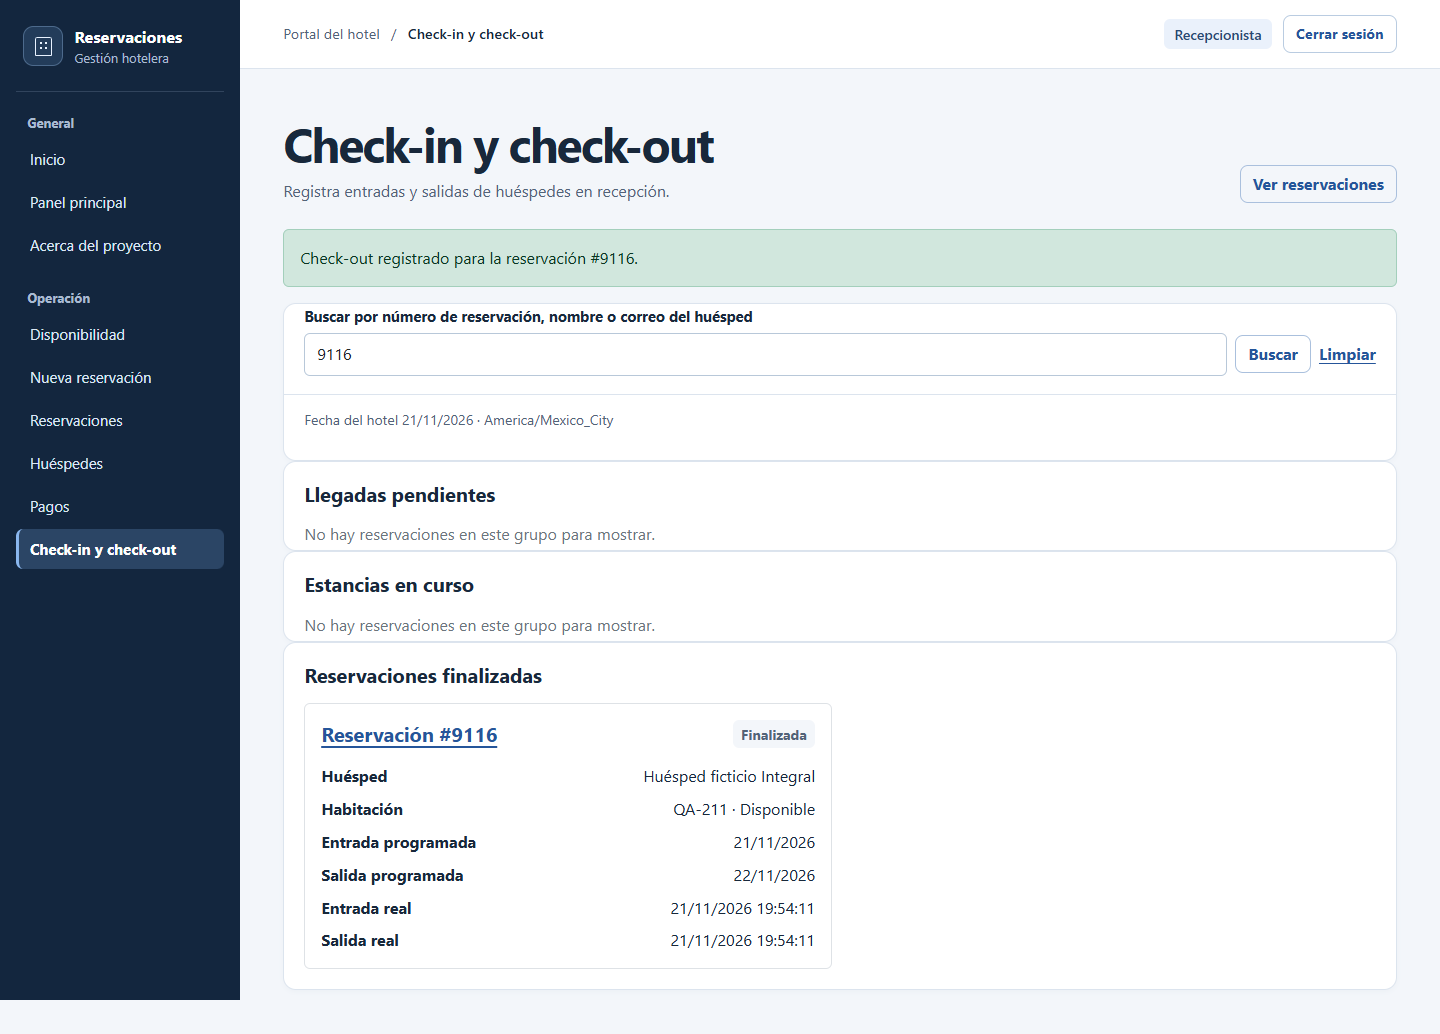 Reservaciones
Gestión hotelera
General
Inicio
Panel principal
Acerca del proyecto
Operación
Disponibilidad
Nueva reservación
Reservaciones
Huéspedes
Pagos
Check-in y check-out
Portal del hotel / Check-in y check-out
Recepcionista
Cerrar sesión
Check-in y check-out
Registra entradas y salidas de huéspedes en recepción.
Ver reservaciones
Check-out registrado para la reservación #9116.
Buscar por número de reservación, nombre o correo del huésped
9116
Buscar
Limpiar
Fecha del hotel 21/11/2026 · America/Mexico_City
Llegadas pendientes
No hay reservaciones en este grupo para mostrar.
Estancias en curso
No hay reservaciones en este grupo para mostrar.
Reservaciones finalizadas
Reservación #9116 Finalizada
Huésped Huésped ficticio Integral
Habitación QA-211 · Disponible
Entrada programada 21/11/2026
Salida programada 22/11/2026
Entrada real 21/11/2026 19:54:11
Salida real 21/11/2026 19:54:11